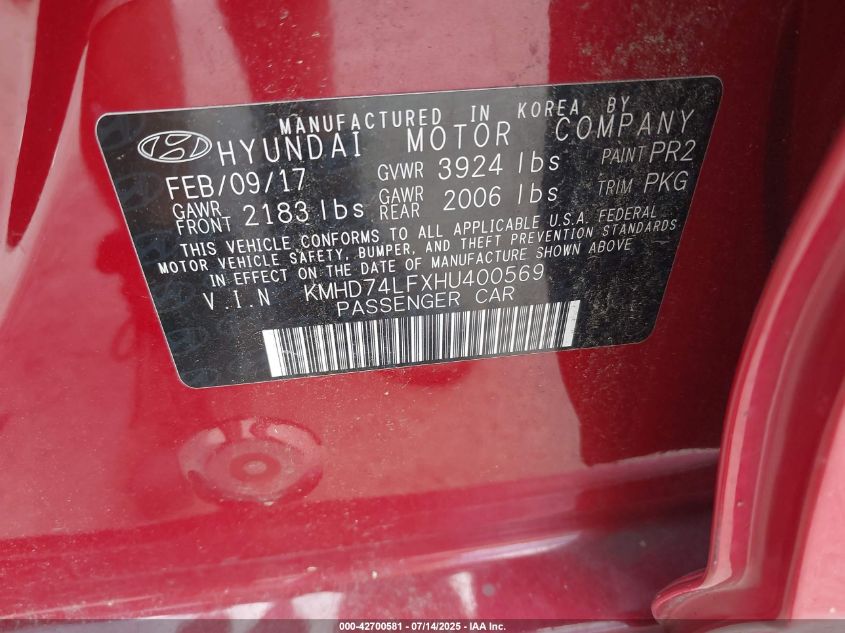 MANUFACTURED IN KOREA BY
HYUNDAI MOTOR COMPANY
FEB/09/17 GVWR 3924 lbs PAINT PR2
GAWR FRONT 2183 lbs GAWR REAR 2006 lbs TRIM PKG
THIS VEHICLE CONFORMS TO ALL APPLICABLE U.S.A. FEDERAL
MOTOR VEHICLE SAFETY, BUMPER, AND THEFT PREVENTION STANDARDS
IN EFFECT ON THE DATE OF MANUFACTURE SHOWN ABOVE
V.I.N KMHD74LFXHU400569
PASSENGER CAR
000-42700581 - 07/14/2025 - IAA Inc.